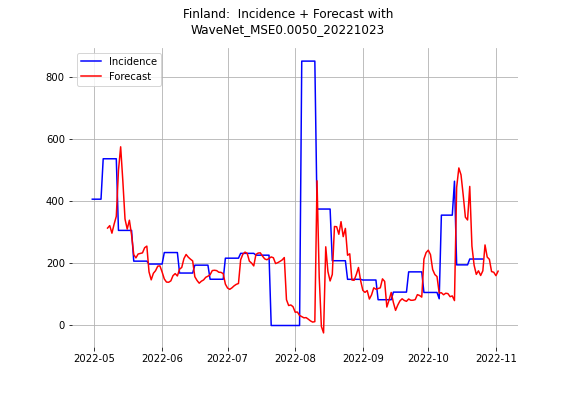 Finland:  Incidence + Forecast with
WaveNet_MSE0.0050_20221023
Incidence
Forecast
800
600
400
200
0
2022-05 2022-06 2022-07 2022-08 2022-09 2022-10 2022-11